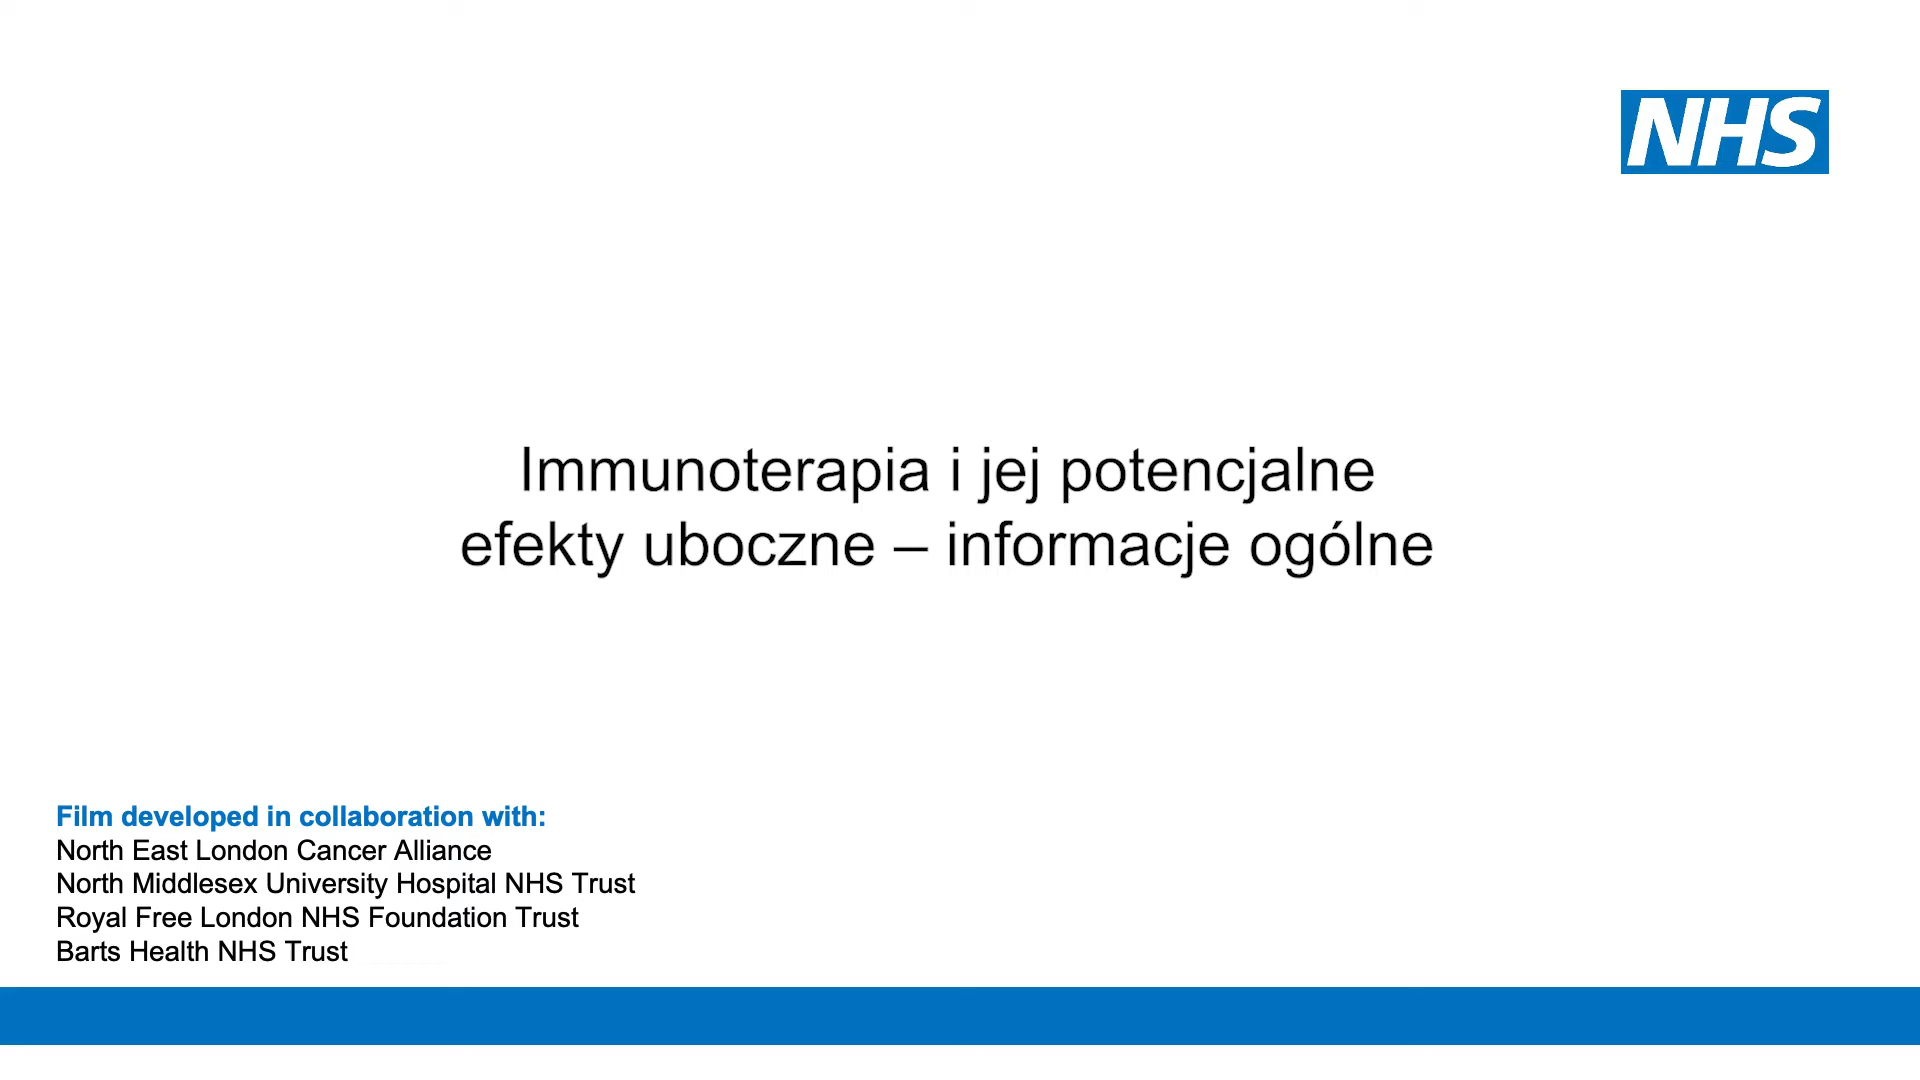 NHS
Immunoterapia i jej potencjalne
efekty uboczne – informacje ogólne
Film developed in collaboration with:
North East London Cancer Alliance
North Middlesex University Hospital NHS Trust
Royal Free London NHS Foundation Trust
Barts Health NHS Trust